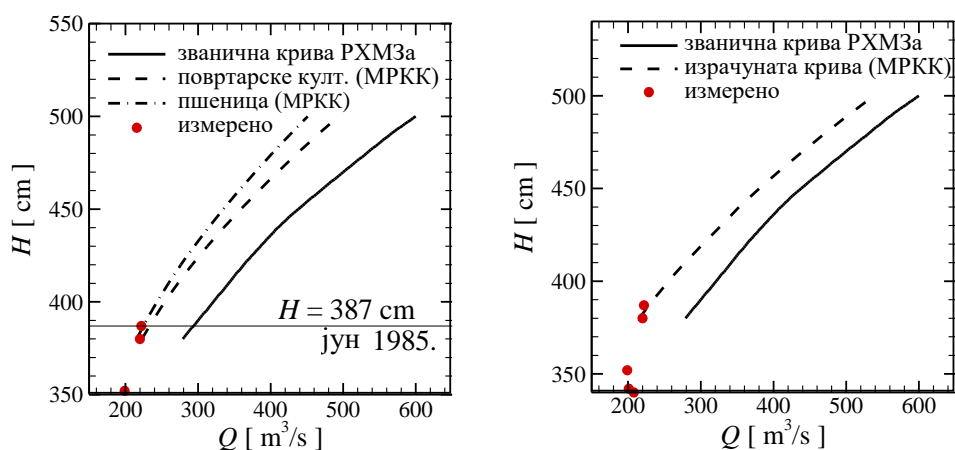 550
500
450
400
350
H [ cm ]
званична крива РХМЗа
повртарске култ. (МРКК)
пшеница (МРКК)
измерено
H = 387 cm
јун 1985.
200 300 400 500 600
Q [ m³/s ]
500
450
400
350
H [ cm ]
званична крива РХМЗа
израчуната крива (МРКК)
измерено
200 300 400 500 600
Q [ m³/s ]